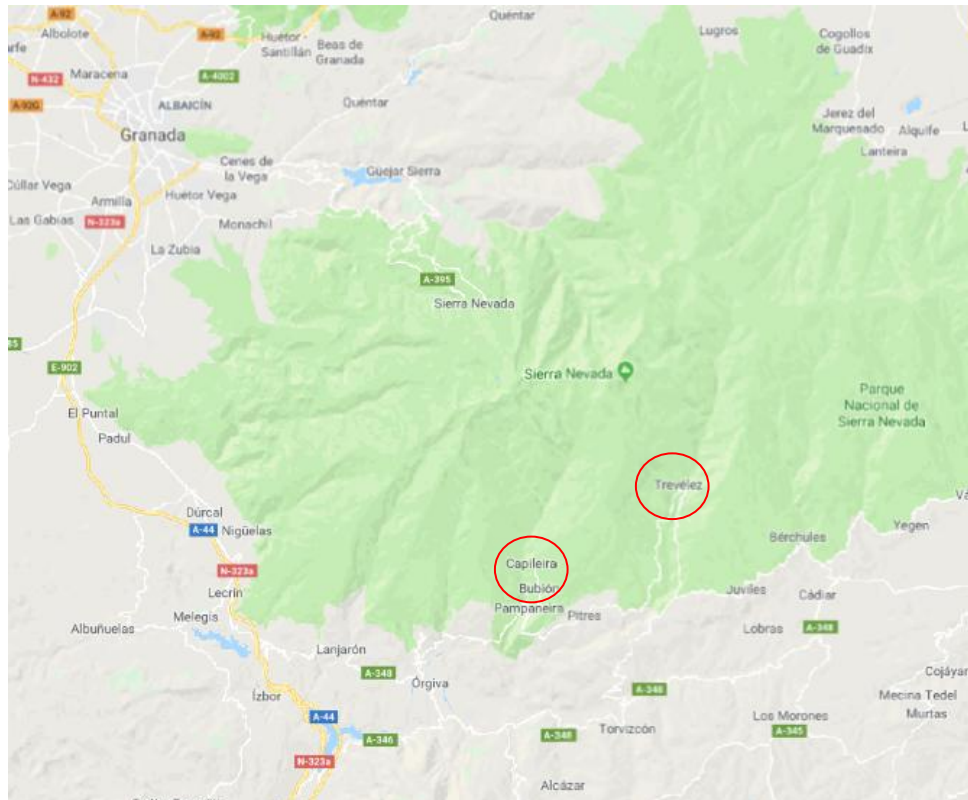 A-92
Albolote
A-92
Huétor
Santillán
Beas de
Granada
Quéntar
Lugros
Cogollos
de Guadix
Maracena
N-432
A-4002
A-92G
ALBAICÍN
Quéntar
Jerez del
Marquesado
Alquife
Granada
Lanteira
Cenes de
la Vega
Güejar Sierra
Cúllar Vega
Armilla
Huétor Vega
Las Gabias
N-323a
Monachil
La Zubia
A-395
Sierra Nevada
E-902
Sierra Nevada
Parque
Nacional de
Sierra Nevada
El Puntal
Padul
Trevélez
Dúrcal
A-44
Nigüelas
Yegen
Bérchules
Capileira
N-323a
Bubión
Lecrín
Juviles
Cádiar
Pampaneira
Pitres
Melegís
Albuñuelas
Lobras
A-348
Lanjarón
A-348
Órgiva
Cojáyar
Ízbor
A-348
Mecina Tedel
A-44
Los Morones
Murtas
Torvizcón
A-346
A-348
A-345
N-323a
Alcázar